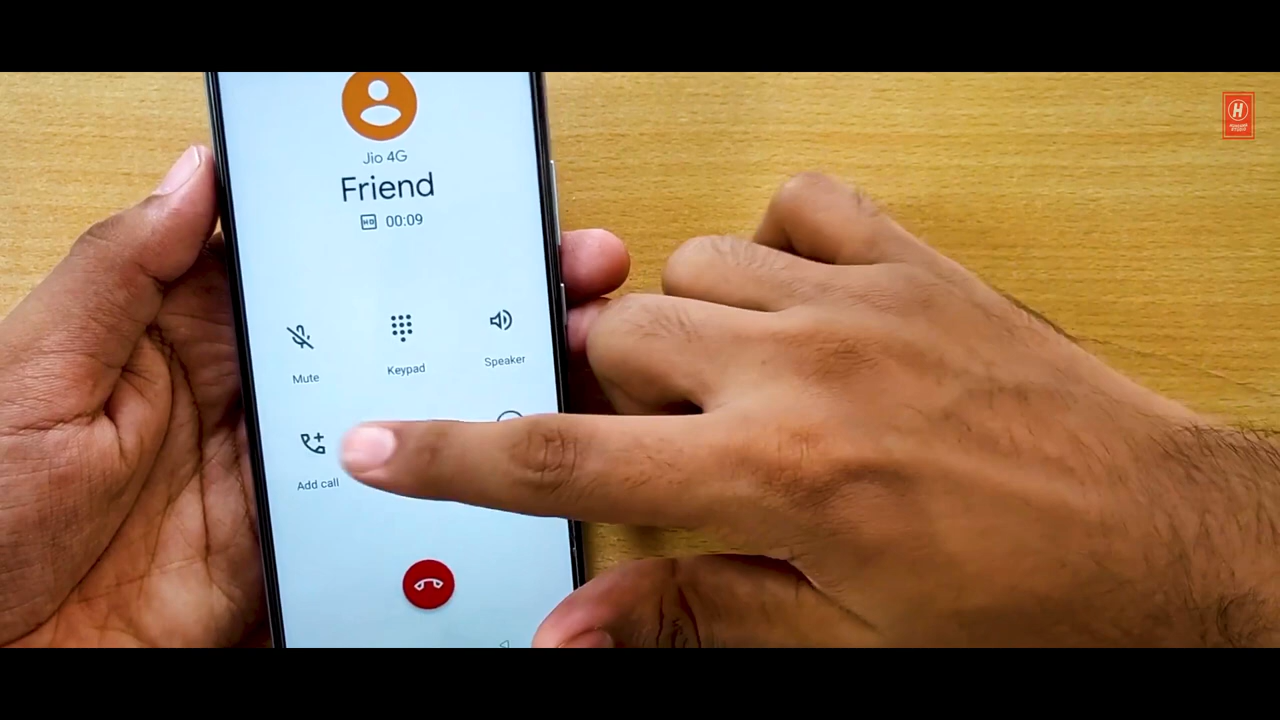 Jio 4G
Friend
HD 00:09
Mute
Keypad
Speaker
Add call
H